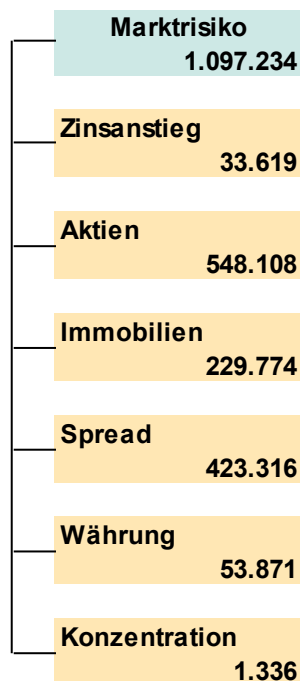 Marktrisiko
1.097.234
Zinsanstieg
33.619
Aktien
548.108
Immobilien
229.774
Spread
423.316
Währung
53.871
Konzentration
1.336